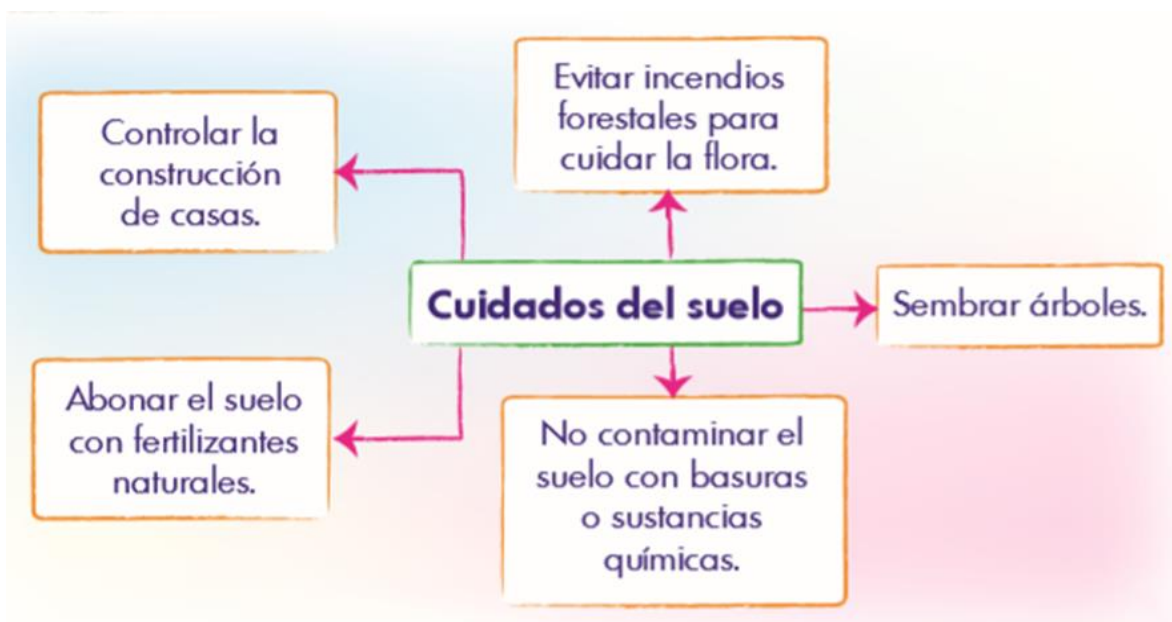 Evitar incendios
forestales para
cuidar la flora.
Controlar la
construcción
de casas.
Cuidados del suelo
Sembrar árboles.
Abonar el suelo
con fertilizantes
naturales.
No contaminar el
suelo con basuras
o sustancias
químicas.